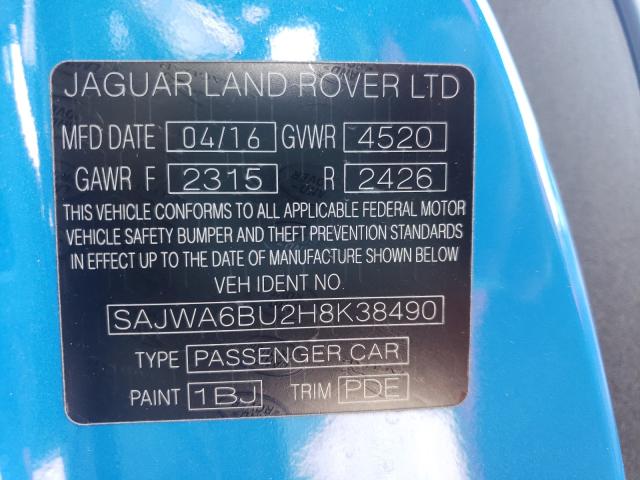 JAGUAR LAND ROVER LTD
MFD DATE 04/16 GVWR 4520
GAWR F 2315 R 2426
THIS VEHICLE CONFORMS TO ALL APPLICABLE FEDERAL MOTOR
VEHICLE SAFETY BUMPER AND THEFT PREVENTION STANDARDS
IN EFFECT UP TO THE DATE OF MANUFACTURE SHOWN BELOW
VEH IDENT NO.
SAJWA6BU2H8K38490
TYPE PASSENGER CAR
PAINT 1BJ TRIM PDE